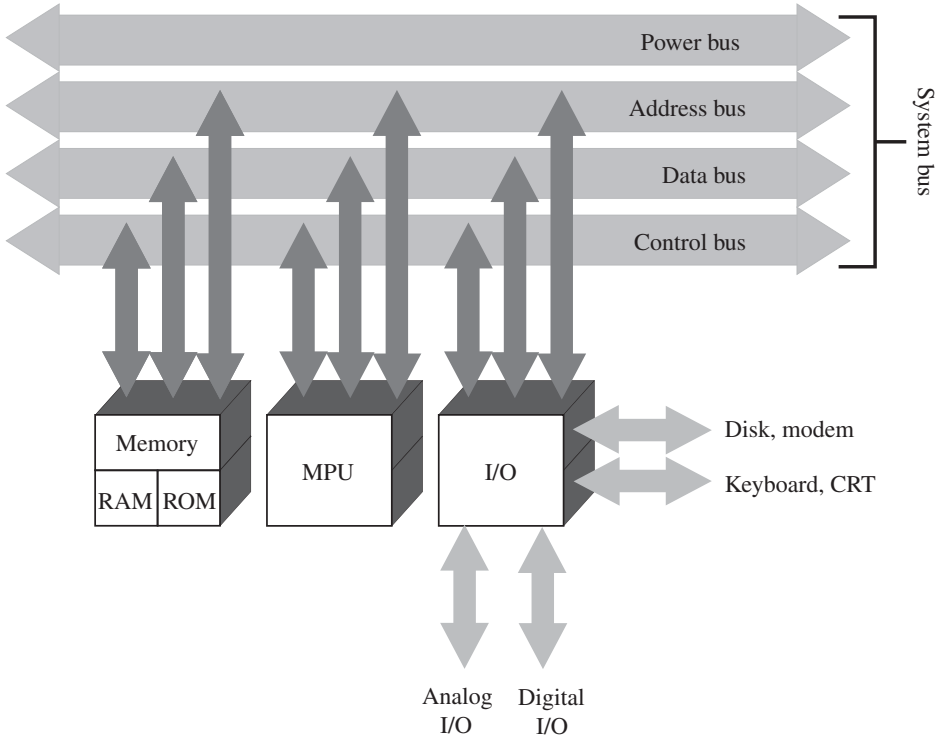 Power bus
Address bus
Data bus
Control bus
System bus
Memory
RAM
ROM
MPU
I/O
Disk, modem
Keyboard, CRT
Analog
I/O
Digital
I/O